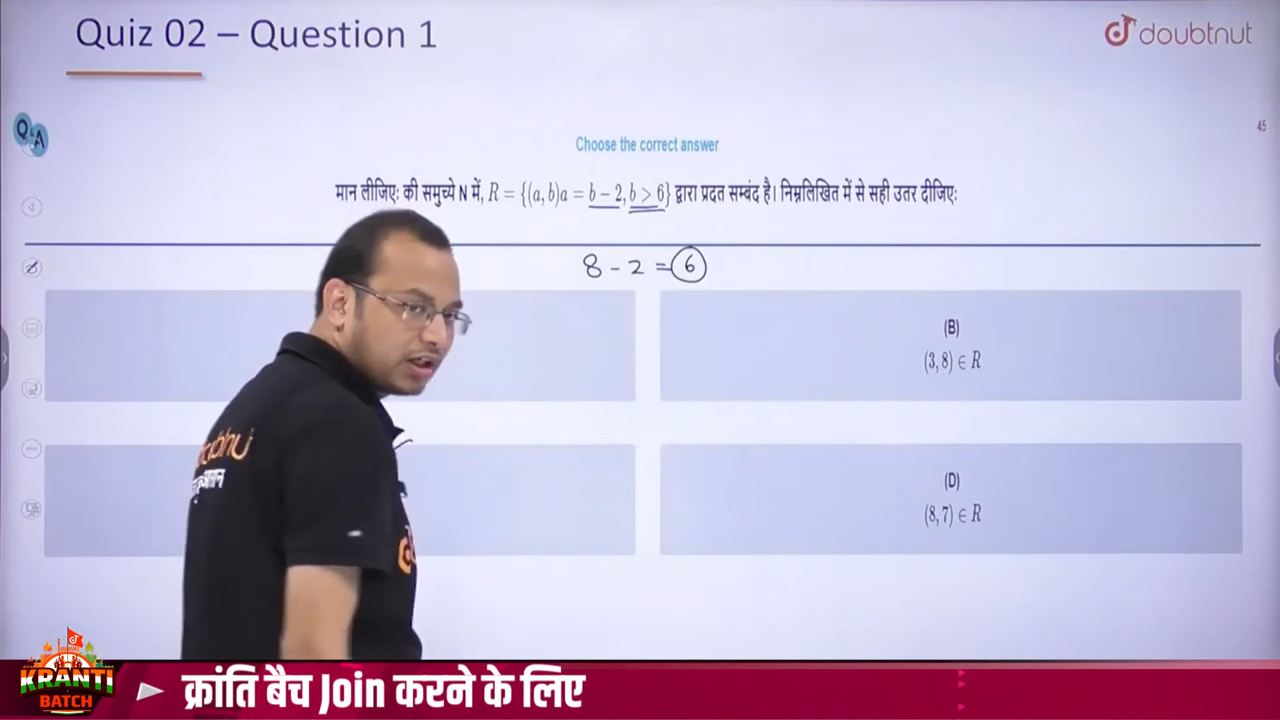 Quiz 02 – Question 1
doubtnut
Q&A
45
Choose the correct answer
मान लीजिएः की समुच्ये N में, R = {(a, b)a = b − 2, b > 6} द्वारा प्रदत सम्बंद है। निम्नलिखित में से सही उतर दीजिएः
8 - 2 = 6
(B)
(3, 8) ∈ R
(D)
(8, 7) ∈ R
KRANTI
BATCH
क्रांति बैच Join करने के लिए